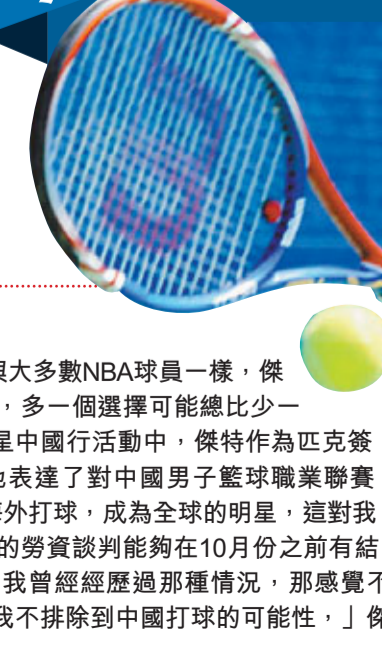 與大多數NBA球員一樣，傑
，多一個選擇可能總比少一
星中國行活動中，傑特作為匹克簽
地表達了對中國男子籃球職業聯賽
海外打球，成為全球的明星，這對我
的勞資談判能夠在10月份之前有結
我曾經經歷過那種情況，那感覺不
我不排除到中國打球的可能性，」傑